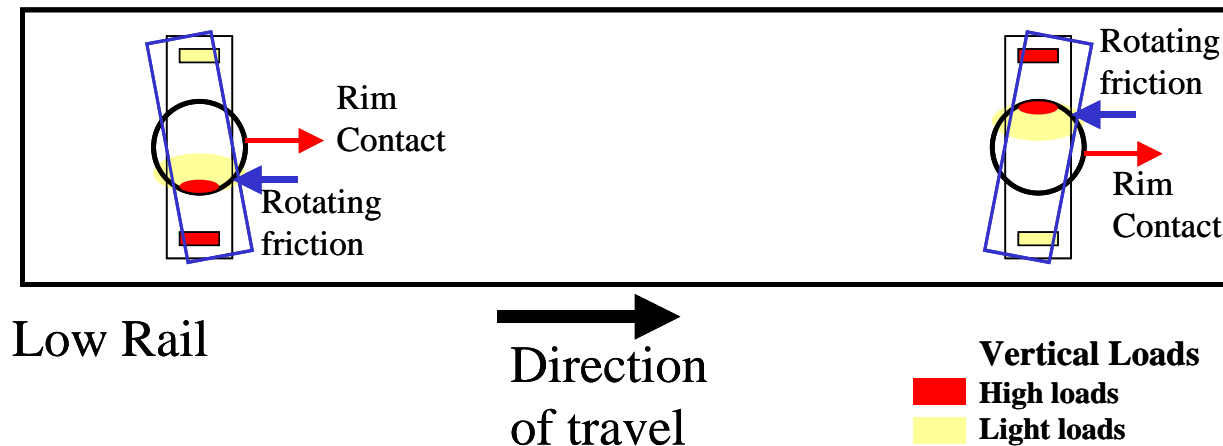 Rim
Contact
Rotating
friction
Rotating
friction
Rim
Contact
Low Rail
Direction
of travel
Vertical Loads
High loads
Light loads